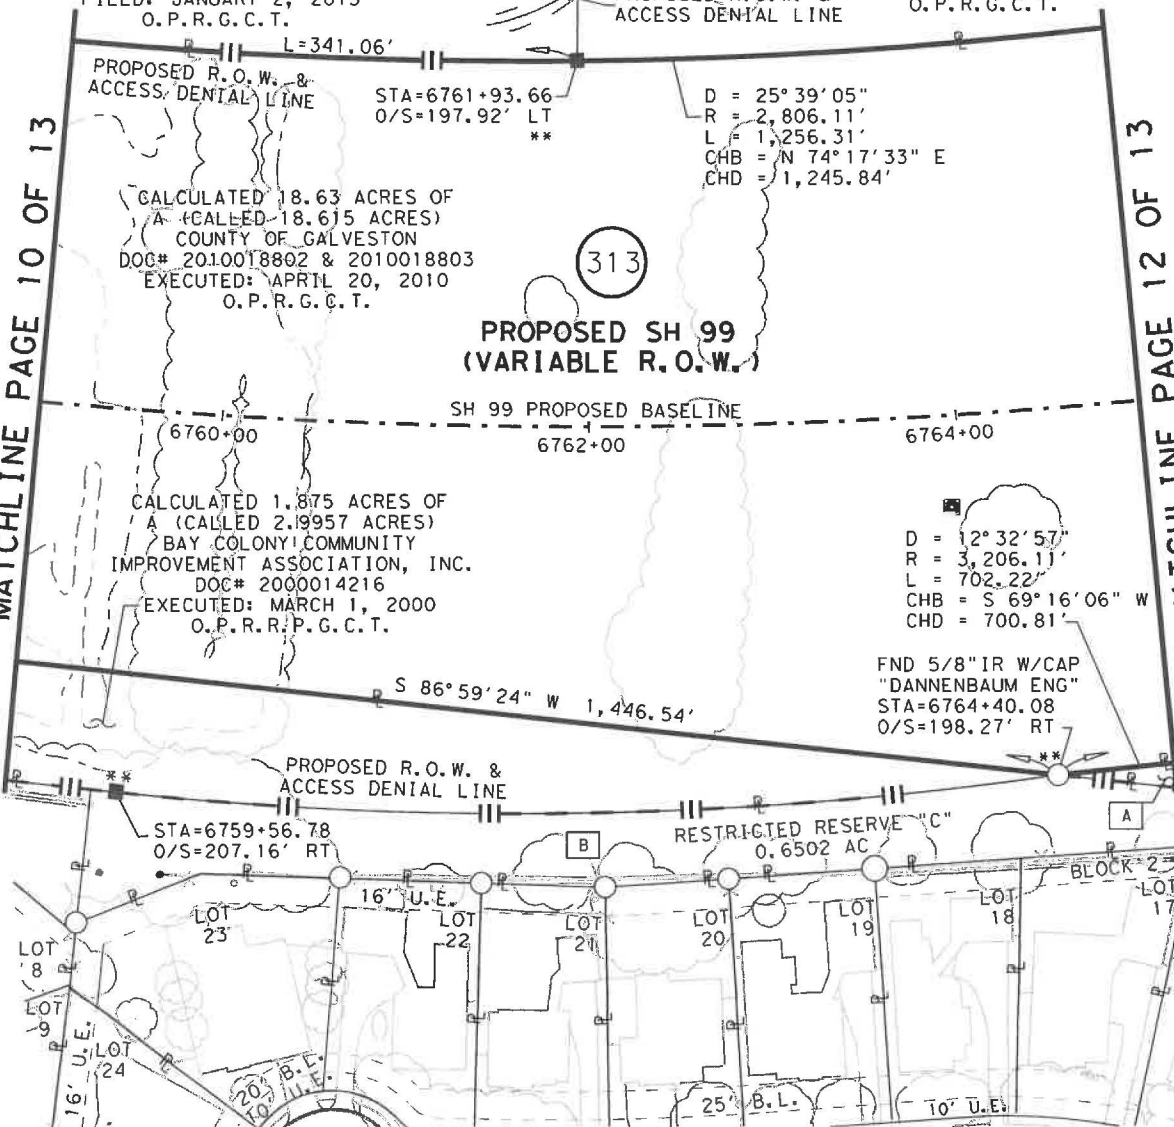 FILED: JANUARY 2, 2013
O.P.R.G.C.T.
ACCESS DENIAL LINE
O.P.R.G.C.T.
L=341.06'
PROPOSED R.O.W. &
ACCESS DENIAL LINE
STA=6761+93.66
O/S=197.92' LT
**
D = 25°39'05"
R = 2,806.11'
L = 1,256.31'
CHB = N 74°17'33" E
CHD = 1,245.84'
MATCHLINE PAGE 10 OF 13
MATCHLINE PAGE 12 OF 13
CALCULATED 18.63 ACRES OF
A (CALLED 18.615 ACRES)
COUNTY OF GALVESTON
DOC# 2010018802 & 2010018803
EXECUTED: APRIL 20, 2010
O.P.R.G.C.T.
313
PROPOSED SH 99
(VARIABLE R.O.W.)
SH 99 PROPOSED BASELINE
6760+00
6762+00
6764+00
CALCULATED 1.875 ACRES OF
A (CALLED 2.9957 ACRES)
BAY COLONY COMMUNITY
IMPROVEMENT ASSOCIATION, INC.
DOC# 2000014216
EXECUTED: MARCH 1, 2000
O.P.R.R.P.G.C.T.
D = 12°32'57"
R = 3,206.11'
L = 702.22'
CHB = S 69°16'06" W
CHD = 700.81'
FND 5/8"IR W/CAP
"DANNENBAUM ENG"
STA=6764+40.08
O/S=198.27' RT
**
S 86°59'24" W 1,446.54'
PROPOSED R.O.W. &
ACCESS DENIAL LINE
**
STA=6759+56.78
O/S=207.16' RT
B
A
RESTRICTED RESERVE "C"
0.6502 AC
BLOCK 2
16' U.E.
LOT
23
LOT
22
LOT
21
LOT
20
LOT
19
LOT
18
LOT
17
LOT
8
LOT
9
LOT
24
16' U.E.
20' B.L.
10' U.E.
25' B.L.
10' U.E.